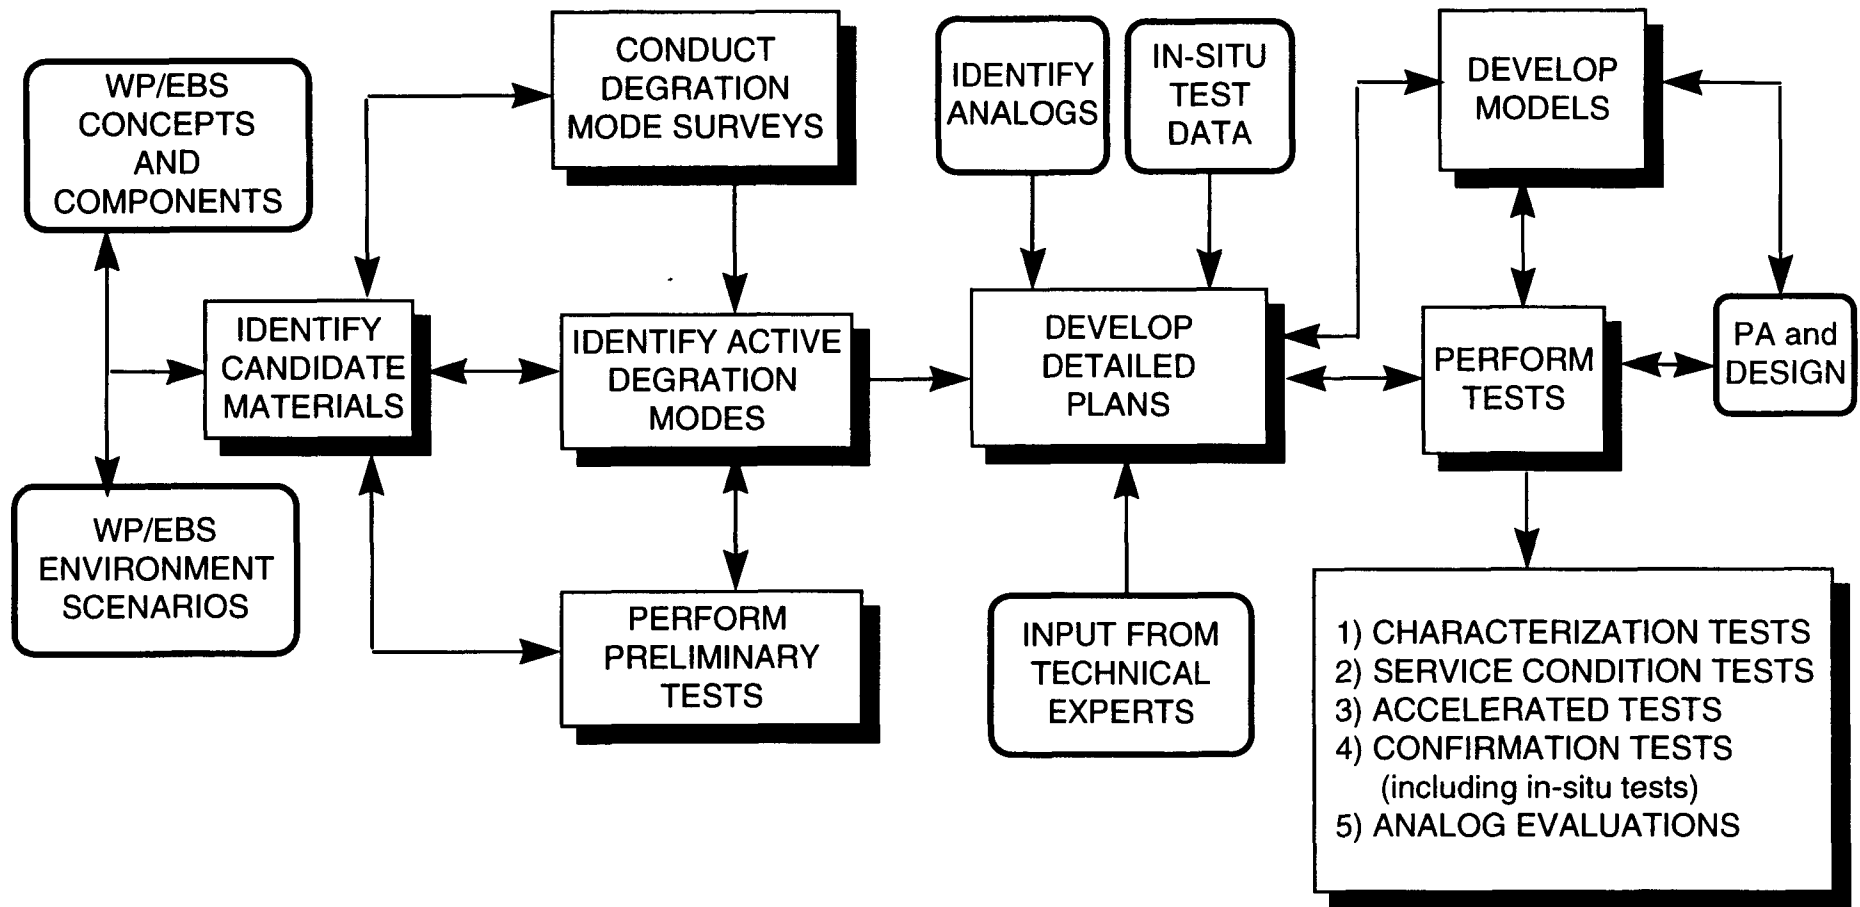 WP/EBS
CONCEPTS
AND
COMPONENTS
CONDUCT
DEGRATION
MODE SURVEYS
IDENTIFY
ANALOGS
IN-SITU
TEST
DATA
DEVELOP
MODELS
IDENTIFY
CANDIDATE
MATERIALS
IDENTIFY ACTIVE
DEGRATION
MODES
DEVELOP
DETAILED
PLANS
PERFORM
TESTS
PA and
DESIGN
WP/EBS
ENVIRONMENT
SCENARIOS
PERFORM
PRELIMINARY
TESTS
INPUT FROM
TECHNICAL
EXPERTS
1) CHARACTERIZATION TESTS
2) SERVICE CONDITION TESTS
3) ACCELERATED TESTS
4) CONFIRMATION TESTS
(including in-situ tests)
5) ANALOG EVALUATIONS